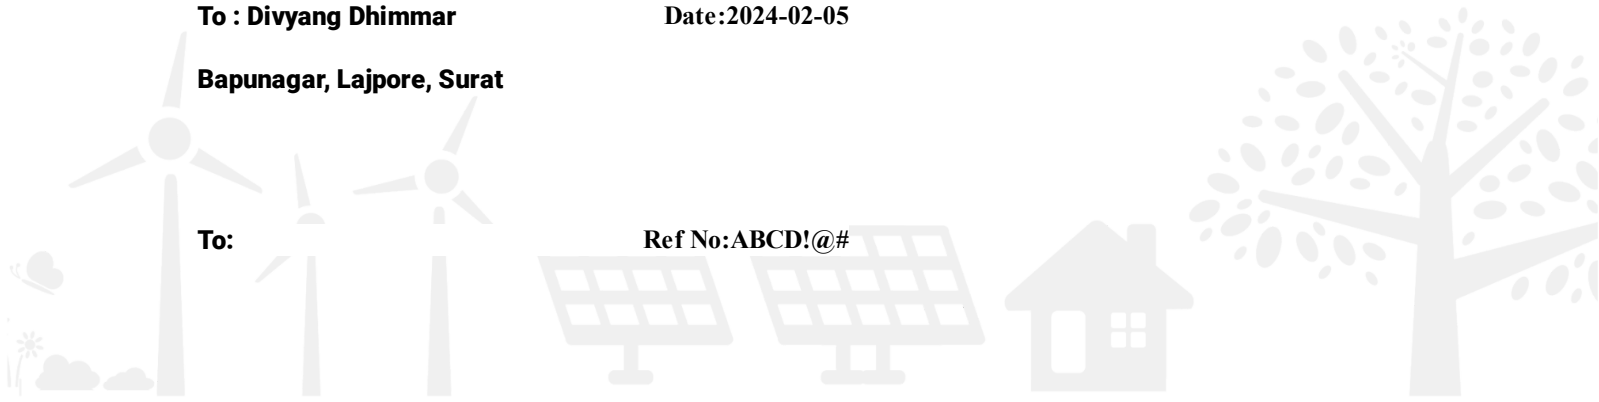 To : Divyang Dhimmar Date:2024-02-05
Bapunagar, Lajpore, Surat
To: Ref No:ABCD!@#